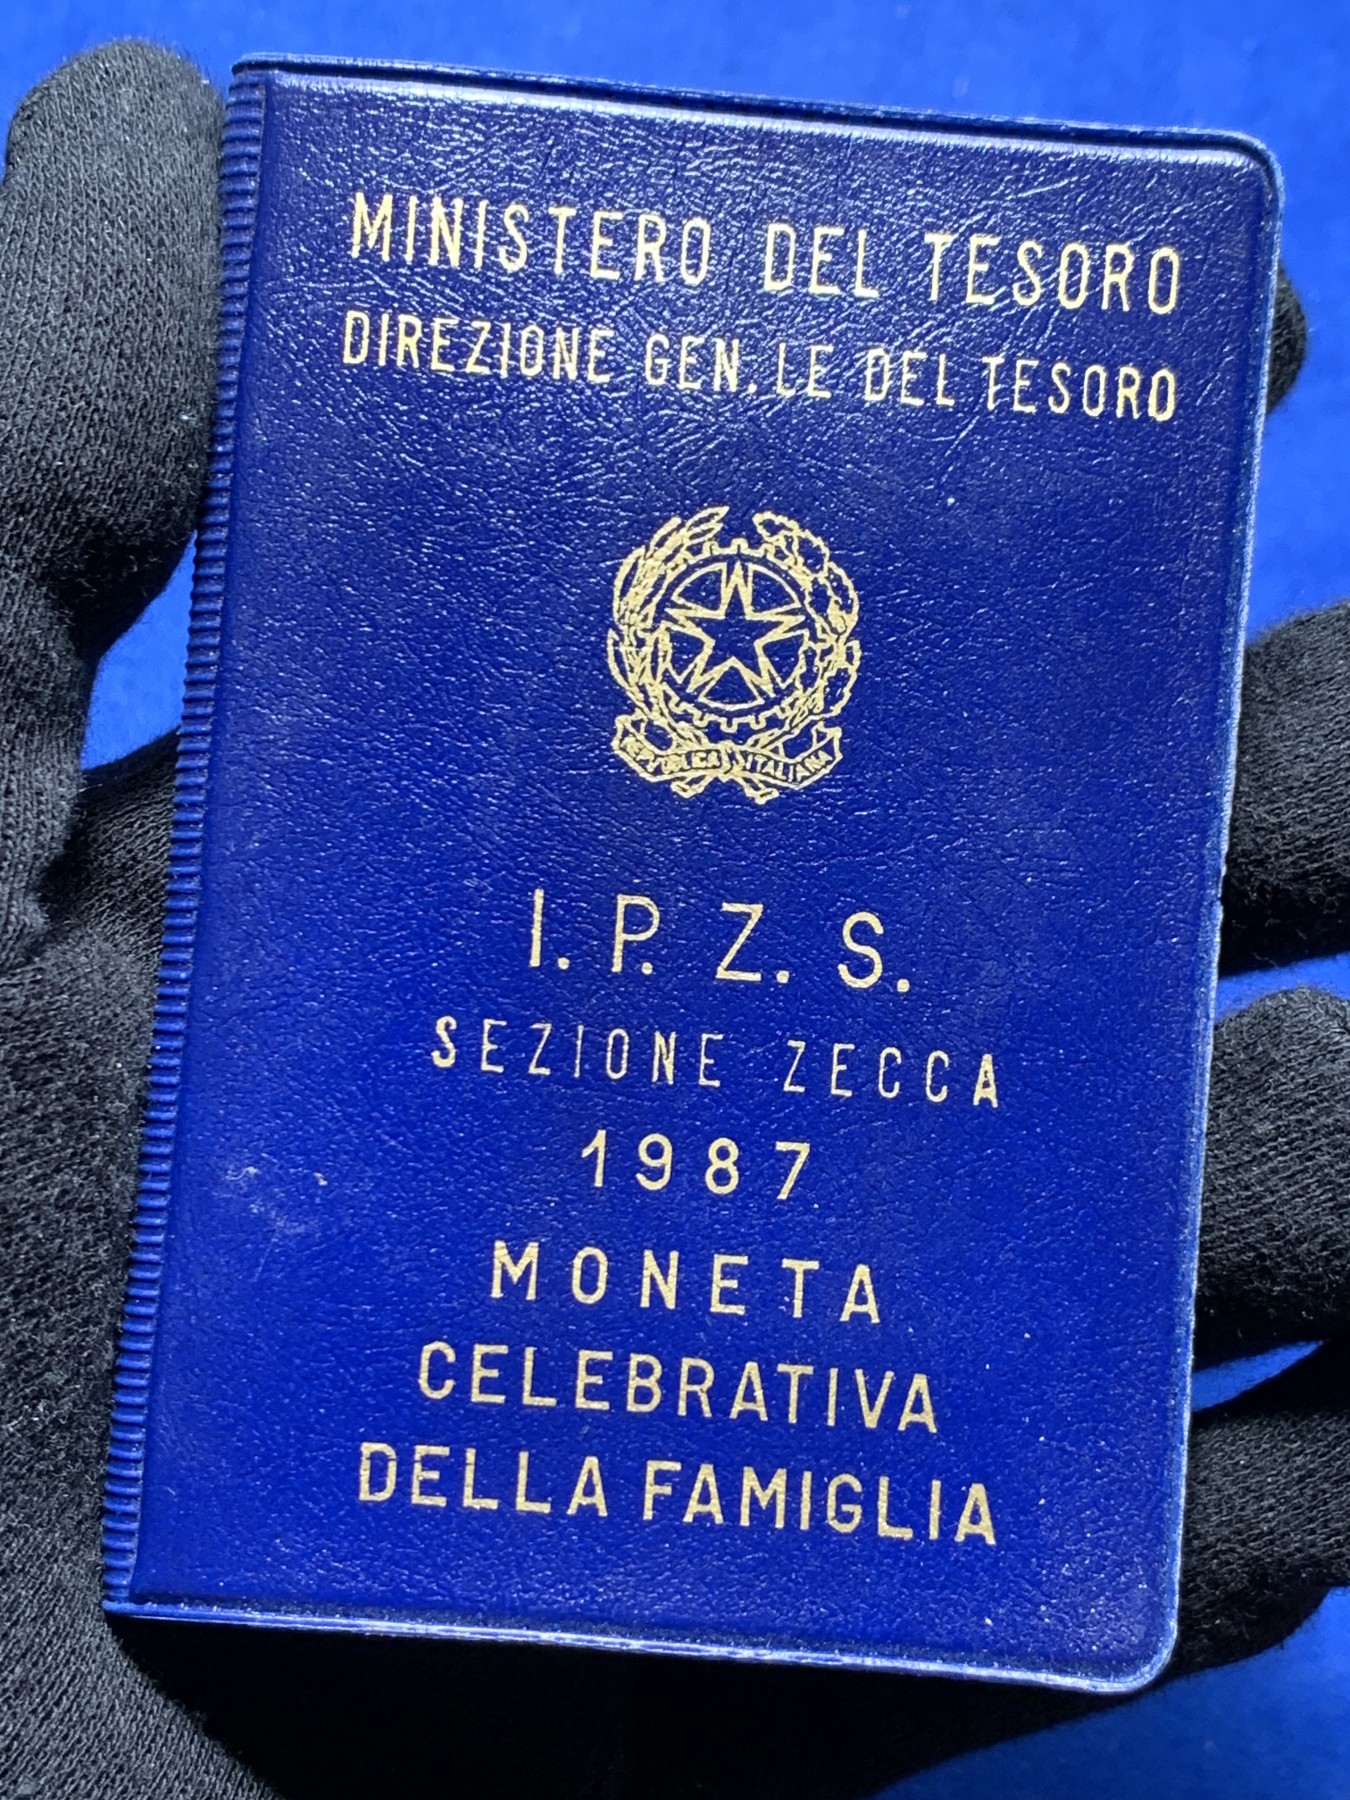 MINISTERO DEL TESORO
DIREZIONE GEN.LE DEL TESORO
REPUBBLICA ITALIANA
I. P. Z. S.
SEZIONE ZECCA
1987
MONETA
CELEBRATIVA
DELLA FAMIGLIA